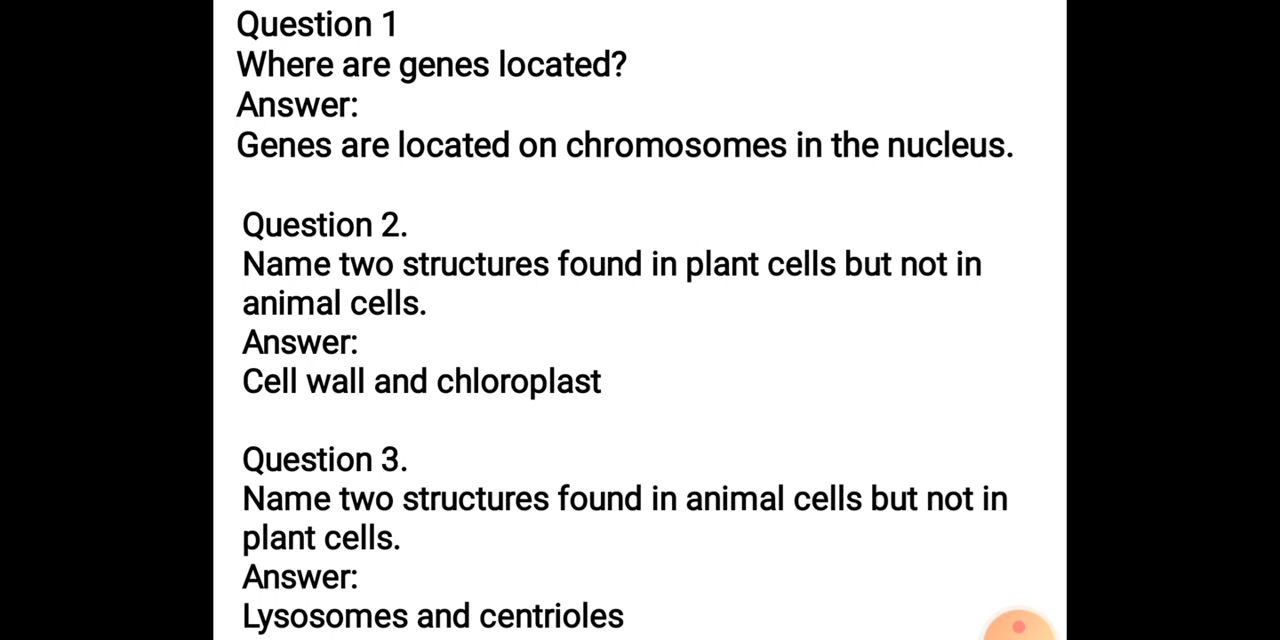 Question 1
Where are genes located?
Answer:
Genes are located on chromosomes in the nucleus.
Question 2.
Name two structures found in plant cells but not in
animal cells.
Answer:
Cell wall and chloroplast
Question 3.
Name two structures found in animal cells but not in
plant cells.
Answer:
Lysosomes and centrioles